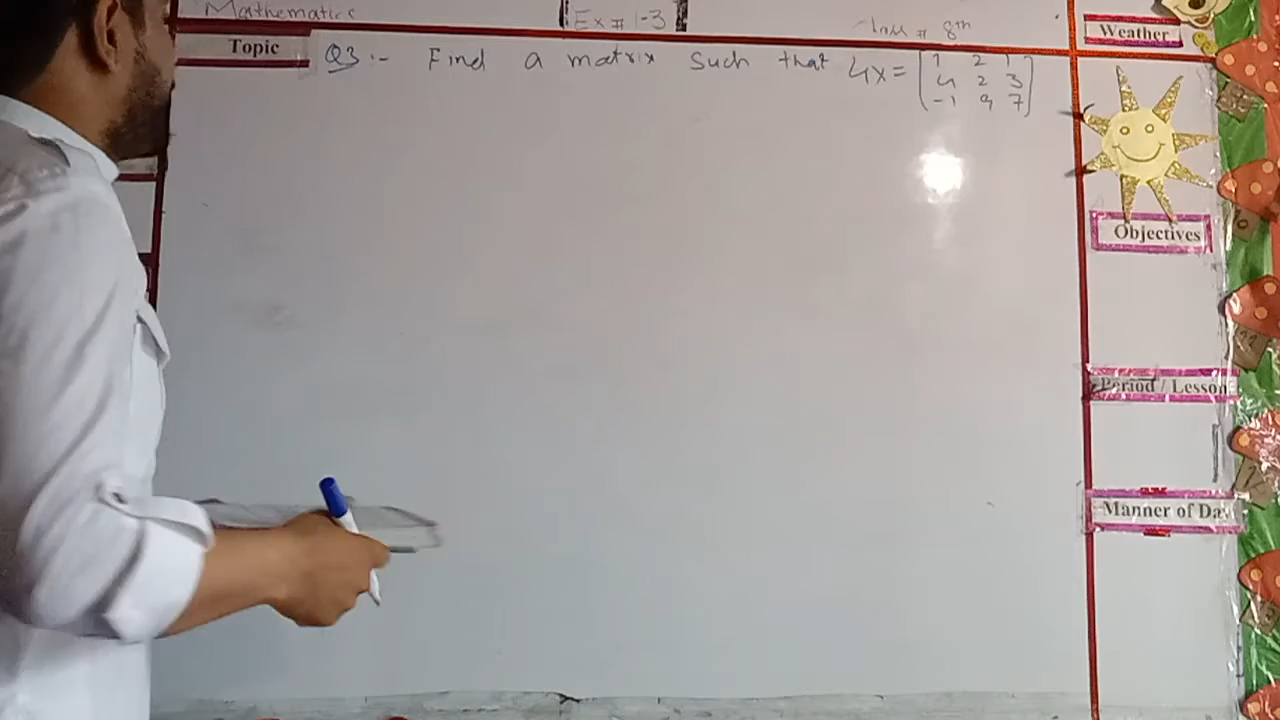 Mathematics
[Ex # 1-3]
Class # 8th
Weather
Topic
Q3:- Find a matrix such that 4X = [1 2 1
4 2 3
-1 9 7]
Objectives
Period / Lesson
Manner of Day